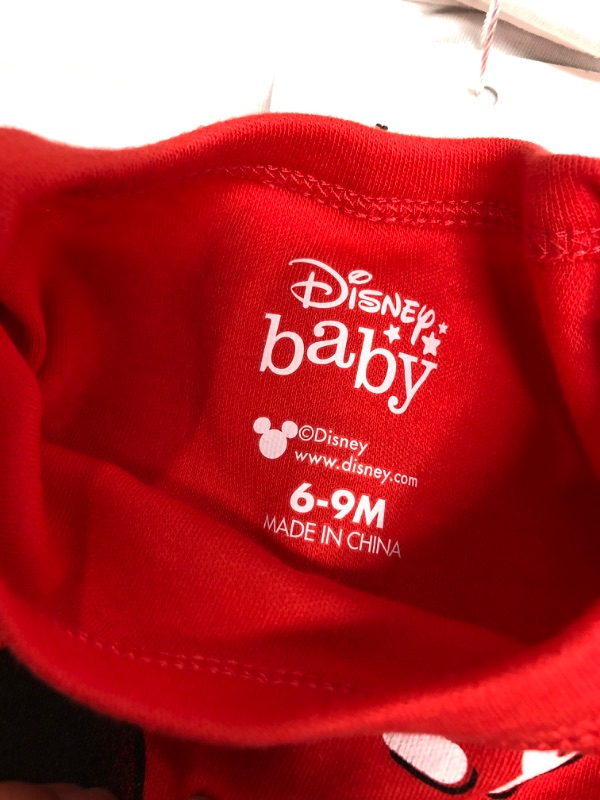 Disney
baby
©Disney
www.disney.com
6-9M
MADE IN CHINA